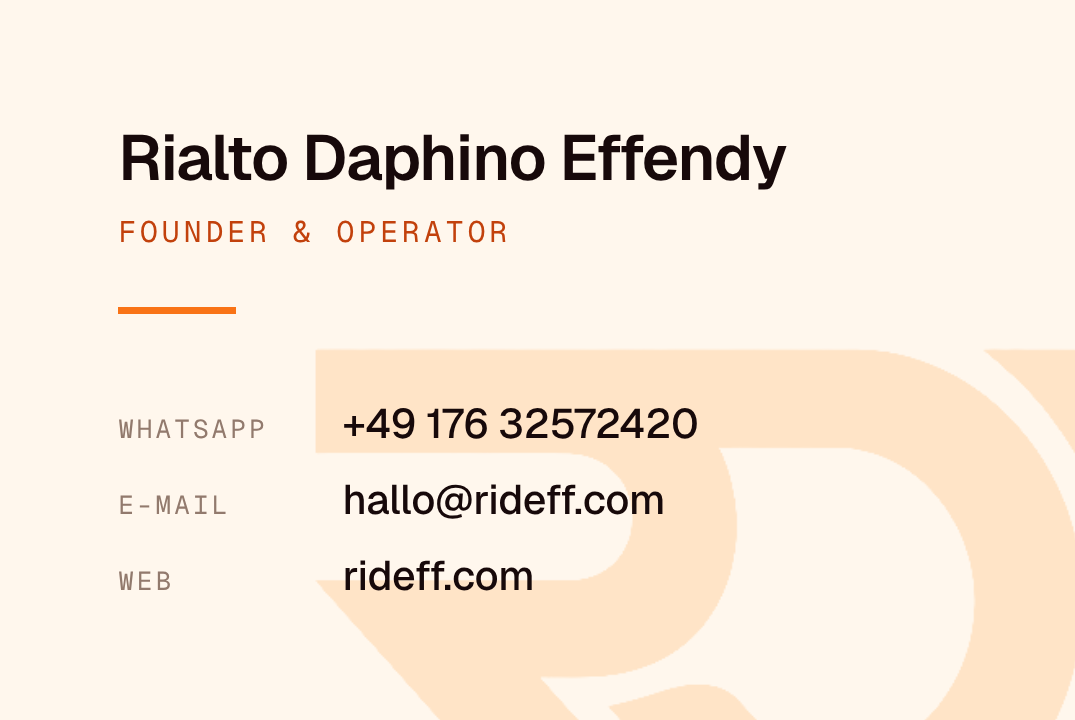 Rialto Daphino Effendy
FOUNDER & OPERATOR
WHATSAPP +49 176 32572420
E-MAIL hallo@rideff.com
WEB rideff.com